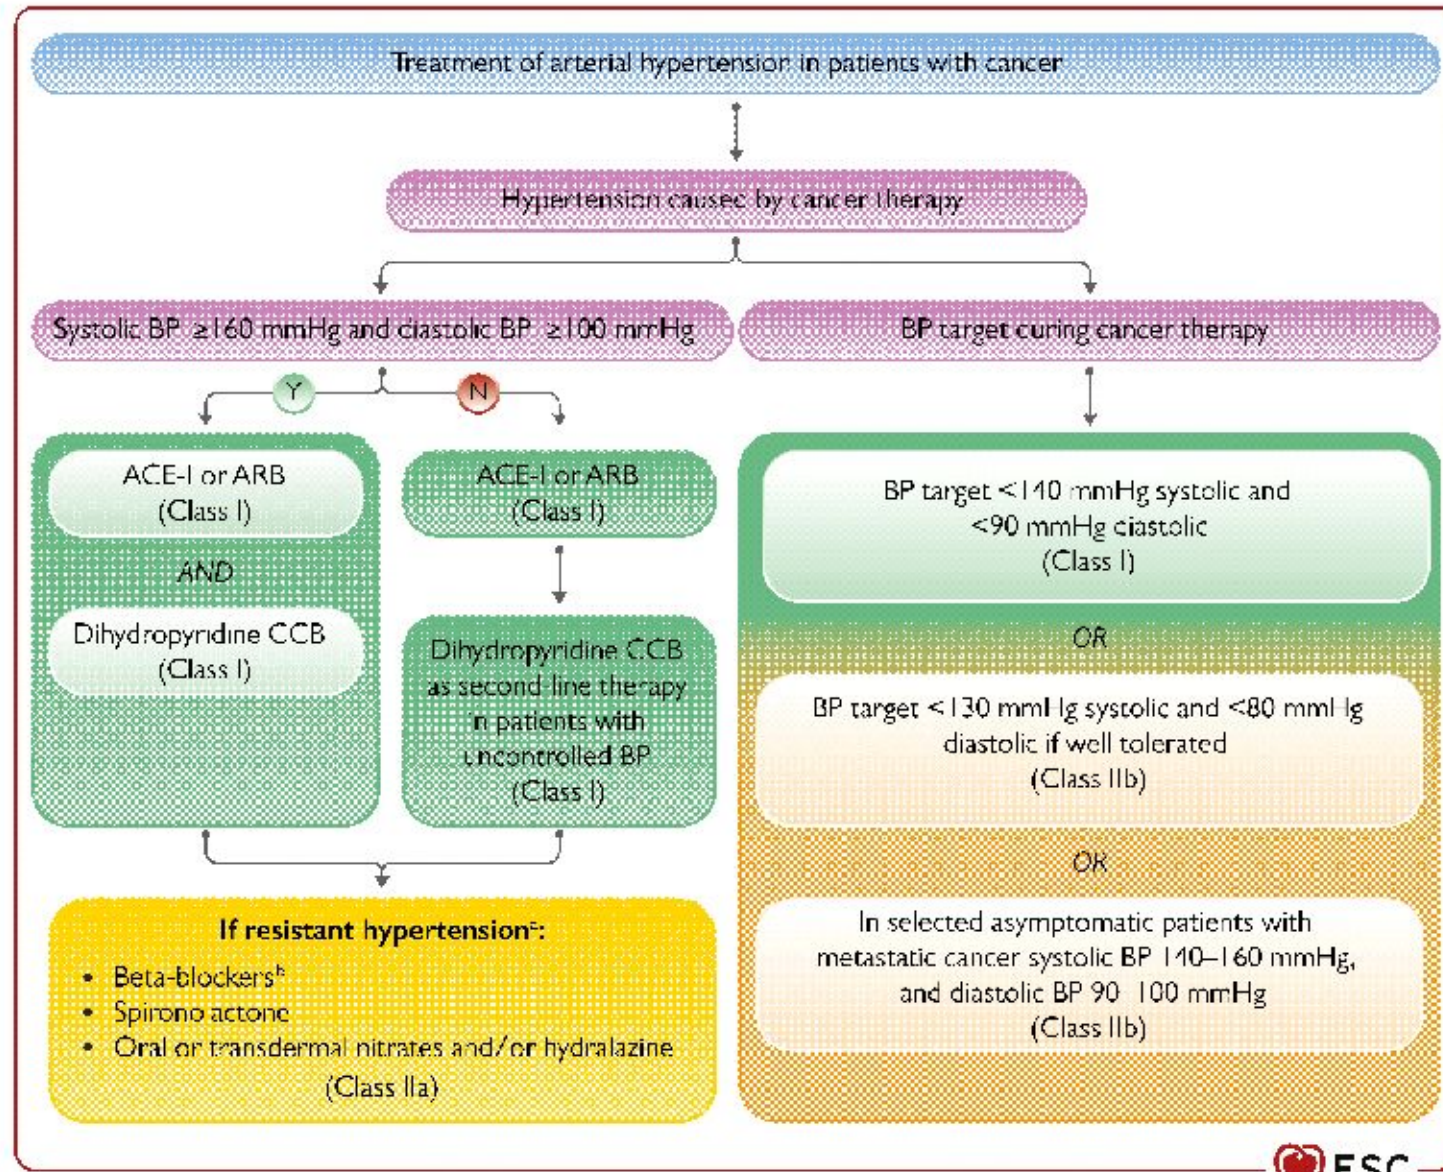 Treatment of arterial hypertension in patients with cancer
Hypertension caused by cancer therapy
Systolic BP ≥160 mmHg and diastolic BP ≥100 mmHg
BP target curing cancer therapy
Y
N
ACE-I or ARB
(Class I)
AND
Dihydropyridine CCB
(Class I)
ACE-I or ARB
(Class I)
Dihydropyridine CCB
as second line therapy
in patients with
uncontrolled BP
(Class I)
BP target <140 mmHg systolic and
<90 mmHg diastolic
(Class I)
OR
BP target <130 mmHg systolic and <80 mmHg
diastolic if well tolerated
(Class IIb)
OR
In selected asymptomatic patients with
metastatic cancer systolic BP 140–160 mmHg,
and diastolic BP 90–100 mmHg
(Class IIb)
If resistant hypertension:
• Beta-blockers
• Spironolactone
• Oral or transdermal nitrates and/or hydralazine
(Class IIa)
ESC